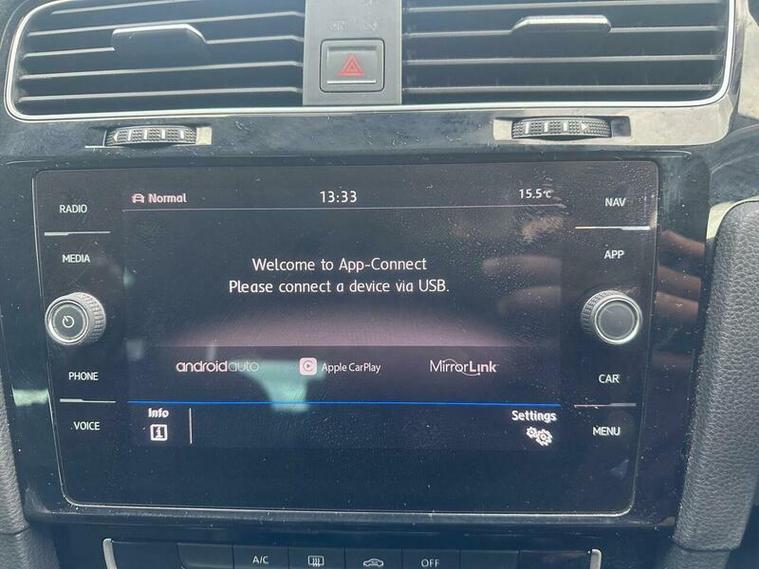 Normal
13:33
15.5°C
RADIO
NAV
MEDIA
APP
Welcome to App-Connect
Please connect a device via USB.
androidauto
Apple CarPlay
MirrorLink
PHONE
CAR
Info
Settings
VOICE
MENU
A/C
OFF